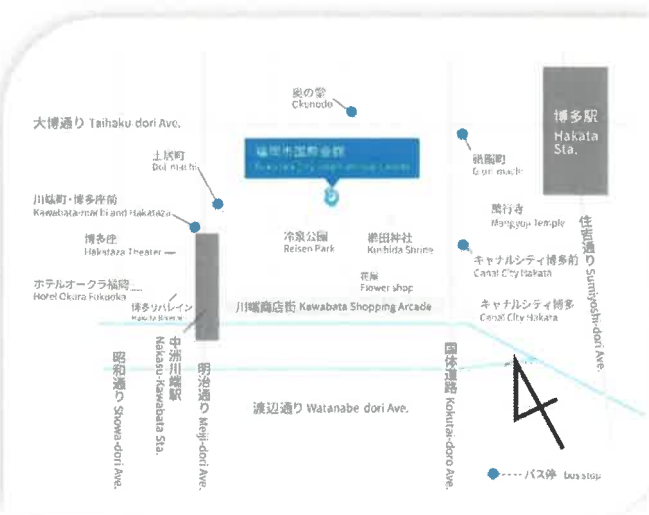 奥の堂
Okunodo
博多駅
Hakata
Sta.
大博通り Taihaku-dori Ave.
福岡市国際会館
土居町
Doi-machi
祇園町
Gion-machi
川端町・博多座前
Kawabata-machi and Hakataza
萬行寺
Mangyoji Temple
住吉通り Sumiyoshi-dori Ave.
博多座
Hakataza Theater
冷泉公園
Reisen Park
櫛田神社
Kushida Shrine
キャナルシティ博多前
Canal City Hakata
花屋
Flower shop
ホテルオークラ福岡
Hotel Okura Fukuoka
博多リバレイン
川端商店街 Kawabata Shopping Arcade
キャナルシティ博多
Canal City Hakata
昭和通り Showa-dori Ave.
中洲川端駅
Nakasu-Kawabata Sta.
明治通り Meiji-dori Ave.
渡辺通り Watanabe-dori Ave.
国体道路 Kokutai-doro Ave.
バス停 bus stop